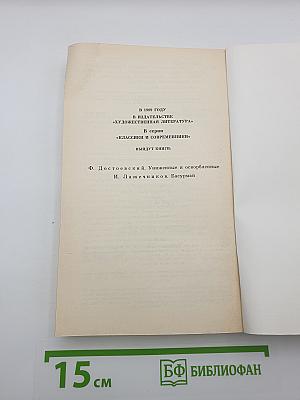 В 1989 ГОДУ
В ИЗДАТЕЛЬСТВЕ
«ХУДОЖЕСТВЕННАЯ ЛИТЕРАТУРА»
В серии
«КЛАССИКИ И СОВРЕМЕННИКИ»
ВЫЙДУТ КНИГИ:
Ф. Достоевский. Униженные и оскорбленные
И. Лажечников. Басурман
15 см
БФ БИБЛИОФАН